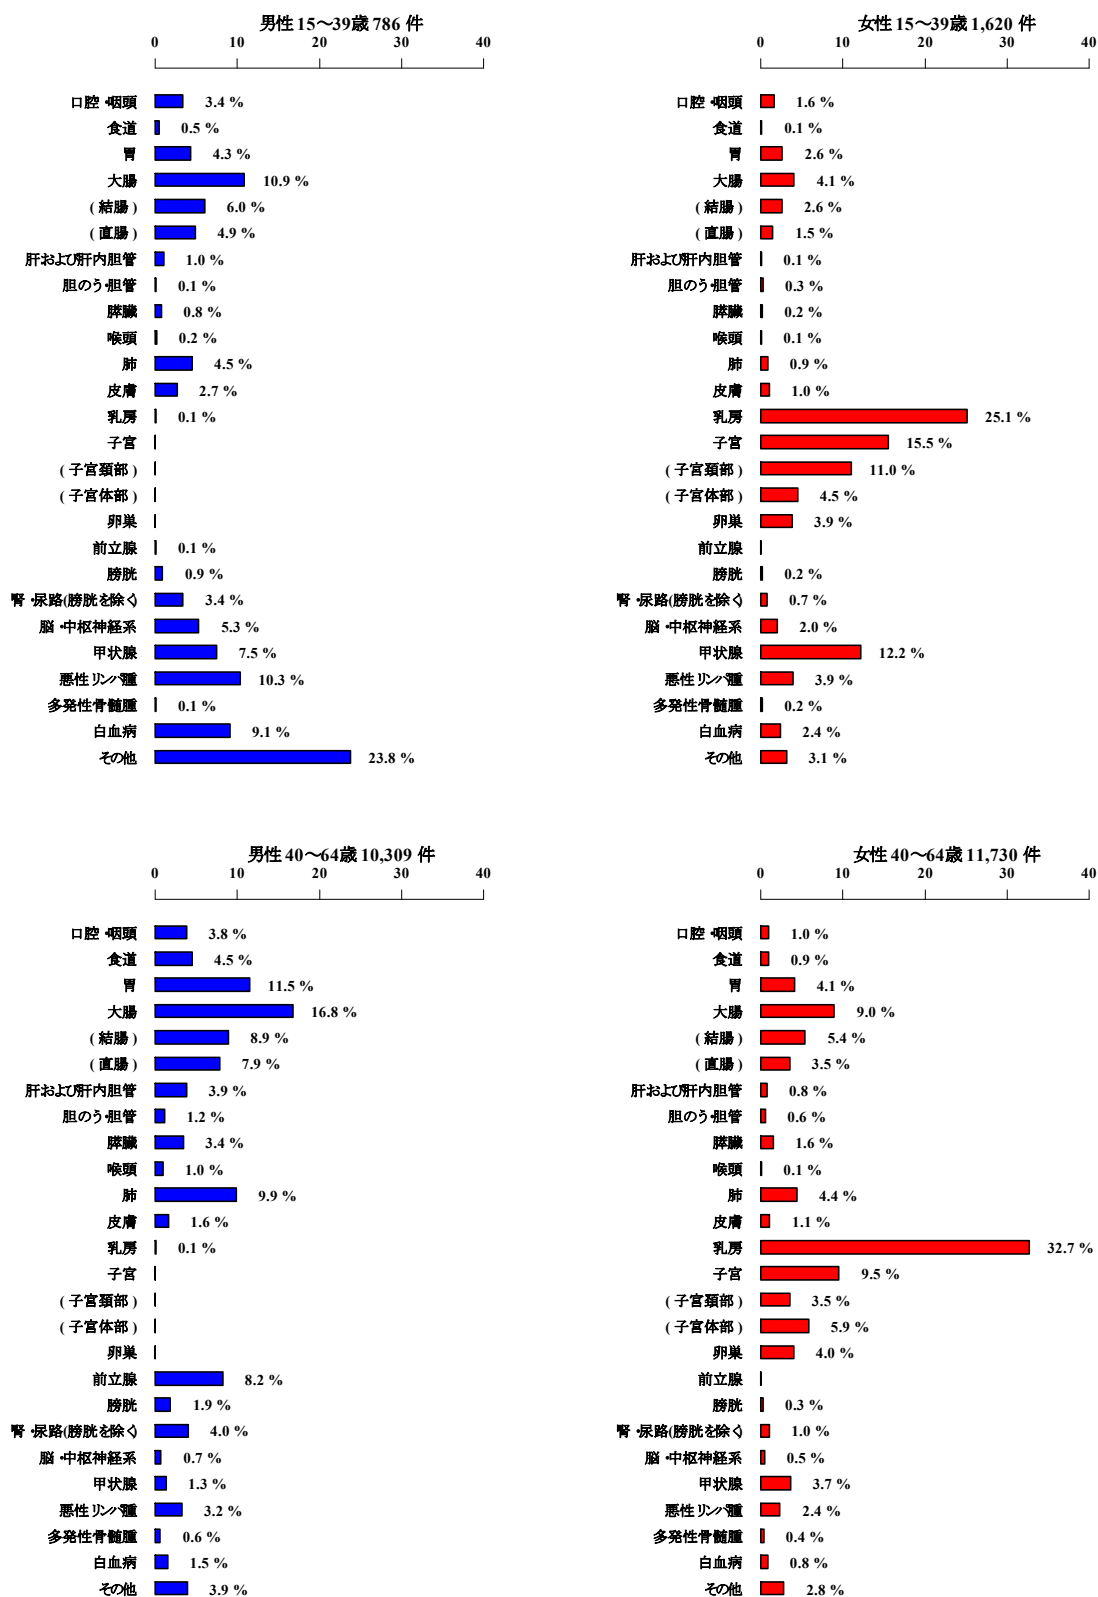 男性 15～39歳 786 件
0 10 20 30 40
口腔・咽頭 3.4 %
食道 0.5 %
胃 4.3 %
大腸 10.9 %
( 結腸 ) 6.0 %
( 直腸 ) 4.9 %
肝および肝内胆管 1.0 %
胆のう・胆管 0.1 %
膵臓 0.8 %
喉頭 0.2 %
肺 4.5 %
皮膚 2.7 %
乳房 0.1 %
子宮
( 子宮頚部 )
( 子宮体部 )
卵巣
前立腺 0.1 %
膀胱 0.9 %
腎・尿路(膀胱を除く) 3.4 %
脳・中枢神経系 5.3 %
甲状腺 7.5 %
悪性リンパ腫 10.3 %
多発性骨髄腫 0.1 %
白血病 9.1 %
その他 23.8 %
女性 15～39歳 1,620 件
0 10 20 30 40
口腔・咽頭 1.6 %
食道 0.1 %
胃 2.6 %
大腸 4.1 %
( 結腸 ) 2.6 %
( 直腸 ) 1.5 %
肝および肝内胆管 0.1 %
胆のう・胆管 0.3 %
膵臓 0.2 %
喉頭 0.1 %
肺 0.9 %
皮膚 1.0 %
乳房 25.1 %
子宮 15.5 %
( 子宮頚部 ) 11.0 %
( 子宮体部 ) 4.5 %
卵巣 3.9 %
前立腺
膀胱 0.2 %
腎・尿路(膀胱を除く) 0.7 %
脳・中枢神経系 2.0 %
甲状腺 12.2 %
悪性リンパ腫 3.9 %
多発性骨髄腫 0.2 %
白血病 2.4 %
その他 3.1 %
男性 40～64歳 10,309 件
0 10 20 30 40
口腔・咽頭 3.8 %
食道 4.5 %
胃 11.5 %
大腸 16.8 %
( 結腸 ) 8.9 %
( 直腸 ) 7.9 %
肝および肝内胆管 3.9 %
胆のう・胆管 1.2 %
膵臓 3.4 %
喉頭 1.0 %
肺 9.9 %
皮膚 1.6 %
乳房 0.1 %
子宮
( 子宮頚部 )
( 子宮体部 )
卵巣
前立腺 8.2 %
膀胱 1.9 %
腎・尿路(膀胱を除く) 4.0 %
脳・中枢神経系 0.7 %
甲状腺 1.3 %
悪性リンパ腫 3.2 %
多発性骨髄腫 0.6 %
白血病 1.5 %
その他 3.9 %
女性 40～64歳 11,730 件
0 10 20 30 40
口腔・咽頭 1.0 %
食道 0.9 %
胃 4.1 %
大腸 9.0 %
( 結腸 ) 5.4 %
( 直腸 ) 3.5 %
肝および肝内胆管 0.8 %
胆のう・胆管 0.6 %
膵臓 1.6 %
喉頭 0.1 %
肺 4.4 %
皮膚 1.1 %
乳房 32.7 %
子宮 9.5 %
( 子宮頚部 ) 3.5 %
( 子宮体部 ) 5.9 %
卵巣 4.0 %
前立腺
膀胱 0.3 %
腎・尿路(膀胱を除く) 1.0 %
脳・中枢神経系 0.5 %
甲状腺 3.7 %
悪性リンパ腫 2.4 %
多発性骨髄腫 0.4 %
白血病 0.8 %
その他 2.8 %